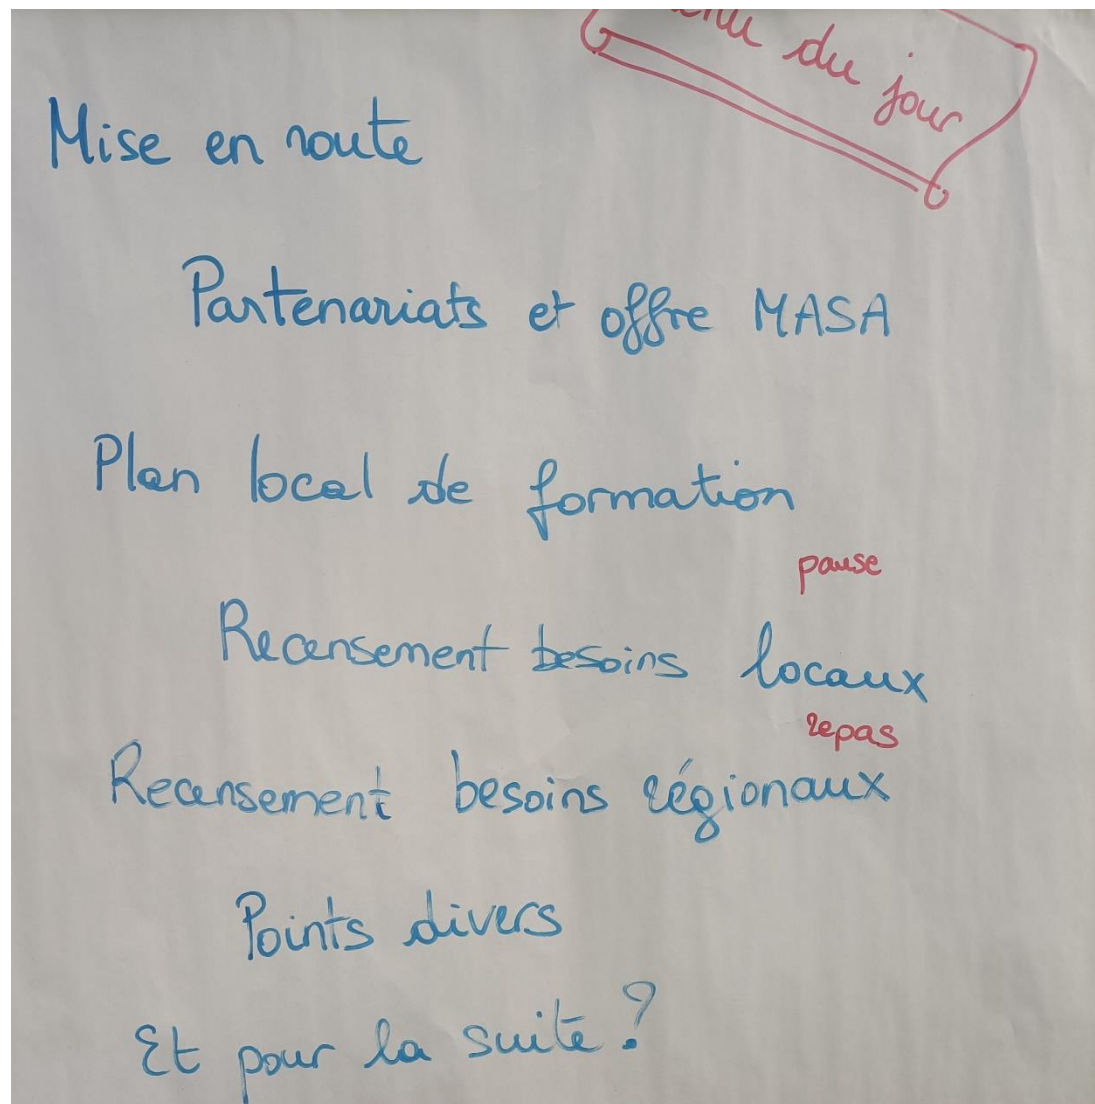 du jour
Mise en route
Partenariats et offre MASA
Plan local de formation
pause
Recensement besoins locaux
repas
Recensement besoins régionaux
Points divers
Et pour la suite ?